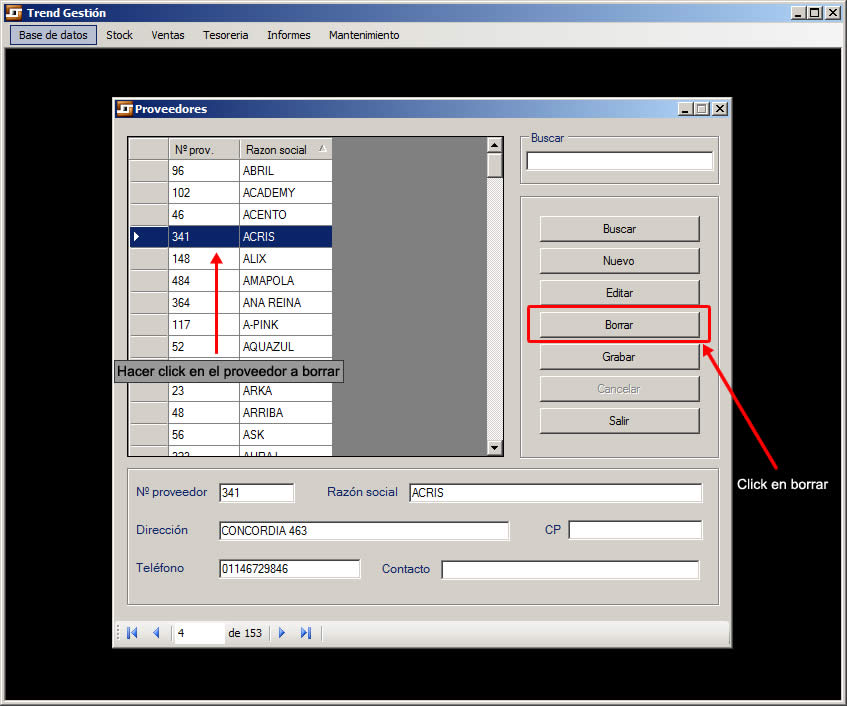 Trend Gestión
Base de datos Stock Ventas Tesoreria Informes Mantenimiento
Proveedores
Nº prov. Razon social
96 ABRIL
102 ACADEMY
46 ACENTO
341 ACRIS
148 ALIX
484 AMAPOLA
364 ANA REINA
117 A-PINK
52 AQUAZUL
Hacer click en el proveedor a borrar
23 ARKA
48 ARRIBA
56 ASK
Buscar
Buscar
Nuevo
Editar
Borrar
Grabar
Cancelar
Salir
Click en borrar
Nº proveedor 341 Razón social ACRIS
Dirección CONCORDIA 463 CP
Teléfono 01146729846 Contacto
4 de 153